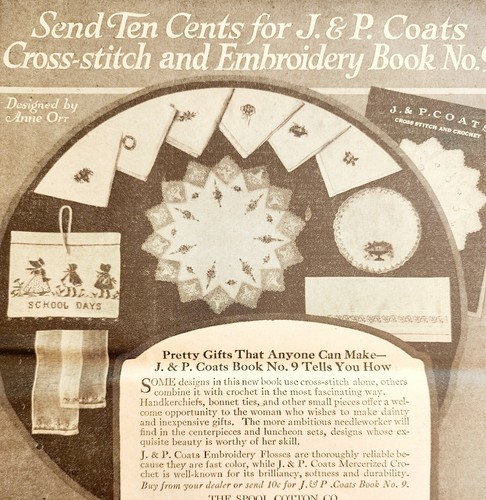 Send Ten Cents for J. & P. Coats
Cross-stitch and Embroidery Book No. 9
Designed by
Anne Orr
J. & P. COATS
CROSS STITCH AND CROCHET
SCHOOL DAYS
Pretty Gifts That Anyone Can Make—
J. & P. Coats Book No. 9 Tells You How
SOME designs in this new book use cross-stitch alone, others
combine it with crochet in the most fascinating way.
Handkerchiefs, bonnet ties, and other small pieces offer a wel-
come opportunity to the woman who wishes to make dainty
and inexpensive gifts. The more ambitious needleworker will
find in the centerpieces and luncheon sets, designs whose ex-
quisite beauty is worthy of her skill.
J. & P. Coats Embroidery Flosses are thoroughly reliable be-
cause they are fast color, while J. & P. Coats Mercerized Cro-
chet is well-known for its brilliancy, softness and durability.
Buy from your dealer or send 10c for J. & P. Coats Book No. 9.
THE SPOOL COTTON CO.